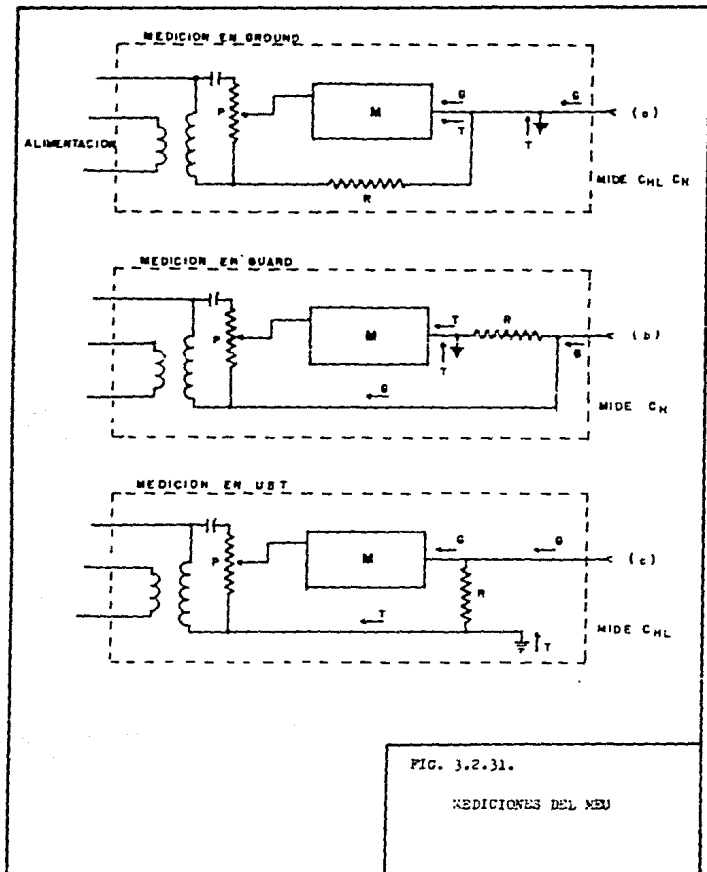 MEDICION EN GROUND
P
M
G
T
G
T
(a)
ALIMENTACION
R
MIDE CHL CH
MEDICION EN GUARD
P
M
T
T
R
G
(b)
G
MIDE CH
MEDICION EN UST
P
M
G
G
(c)
R
T
T
MIDE CHL
FIG. 3.2.31.
MEDICIONES DEL MEU